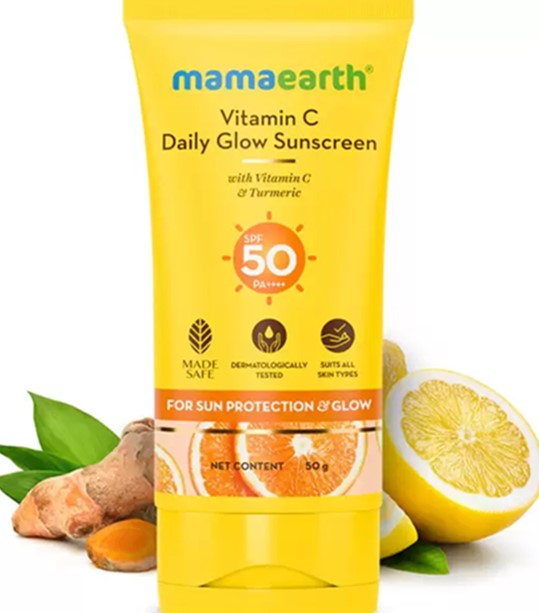 mamaearth®
Vitamin C
Daily Glow Sunscreen
with Vitamin C
& Turmeric
SPF
50
PA++++
MADE
SAFE
DERMATOLOGICALLY
TESTED
SUITS ALL
SKIN TYPES
FOR SUN PROTECTION & GLOW
NET CONTENT 50 g